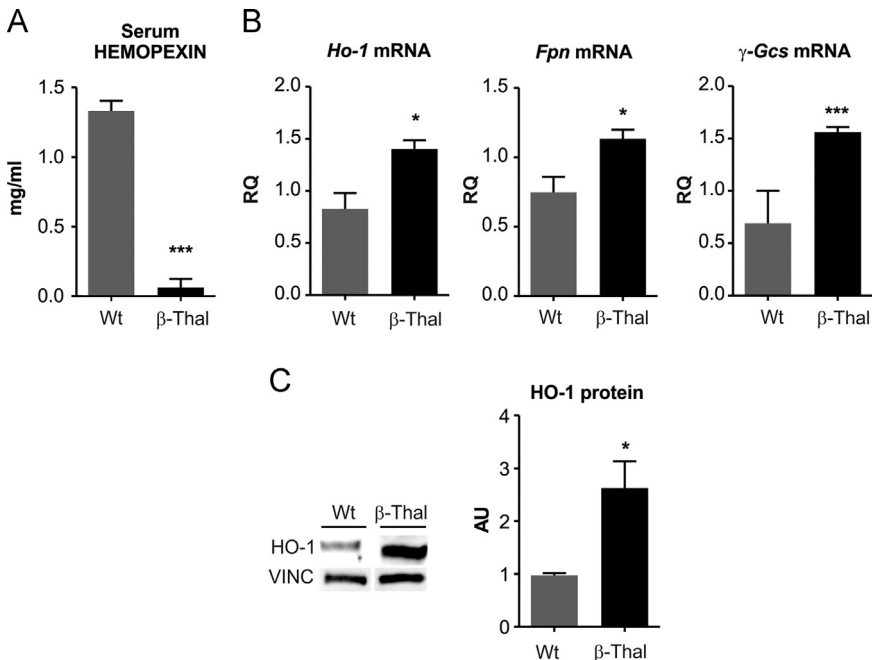 A
Serum
HEMOPEXIN
mg/ml
1.5
1.0
0.5
0.0
***
Wt
β-Thal
B
Ho-1 mRNA
RQ
2.0
1.5
1.0
0.5
0.0
*
Wt
β-Thal
Fpn mRNA
RQ
1.5
1.0
0.5
0.0
*
Wt
β-Thal
γ-Gcs mRNA
RQ
2.0
1.5
1.0
0.5
0.0
***
Wt
β-Thal
C
Wt
β-Thal
HO-1
VINC
HO-1 protein
AU
4
3
2
1
0
*
Wt
β-Thal